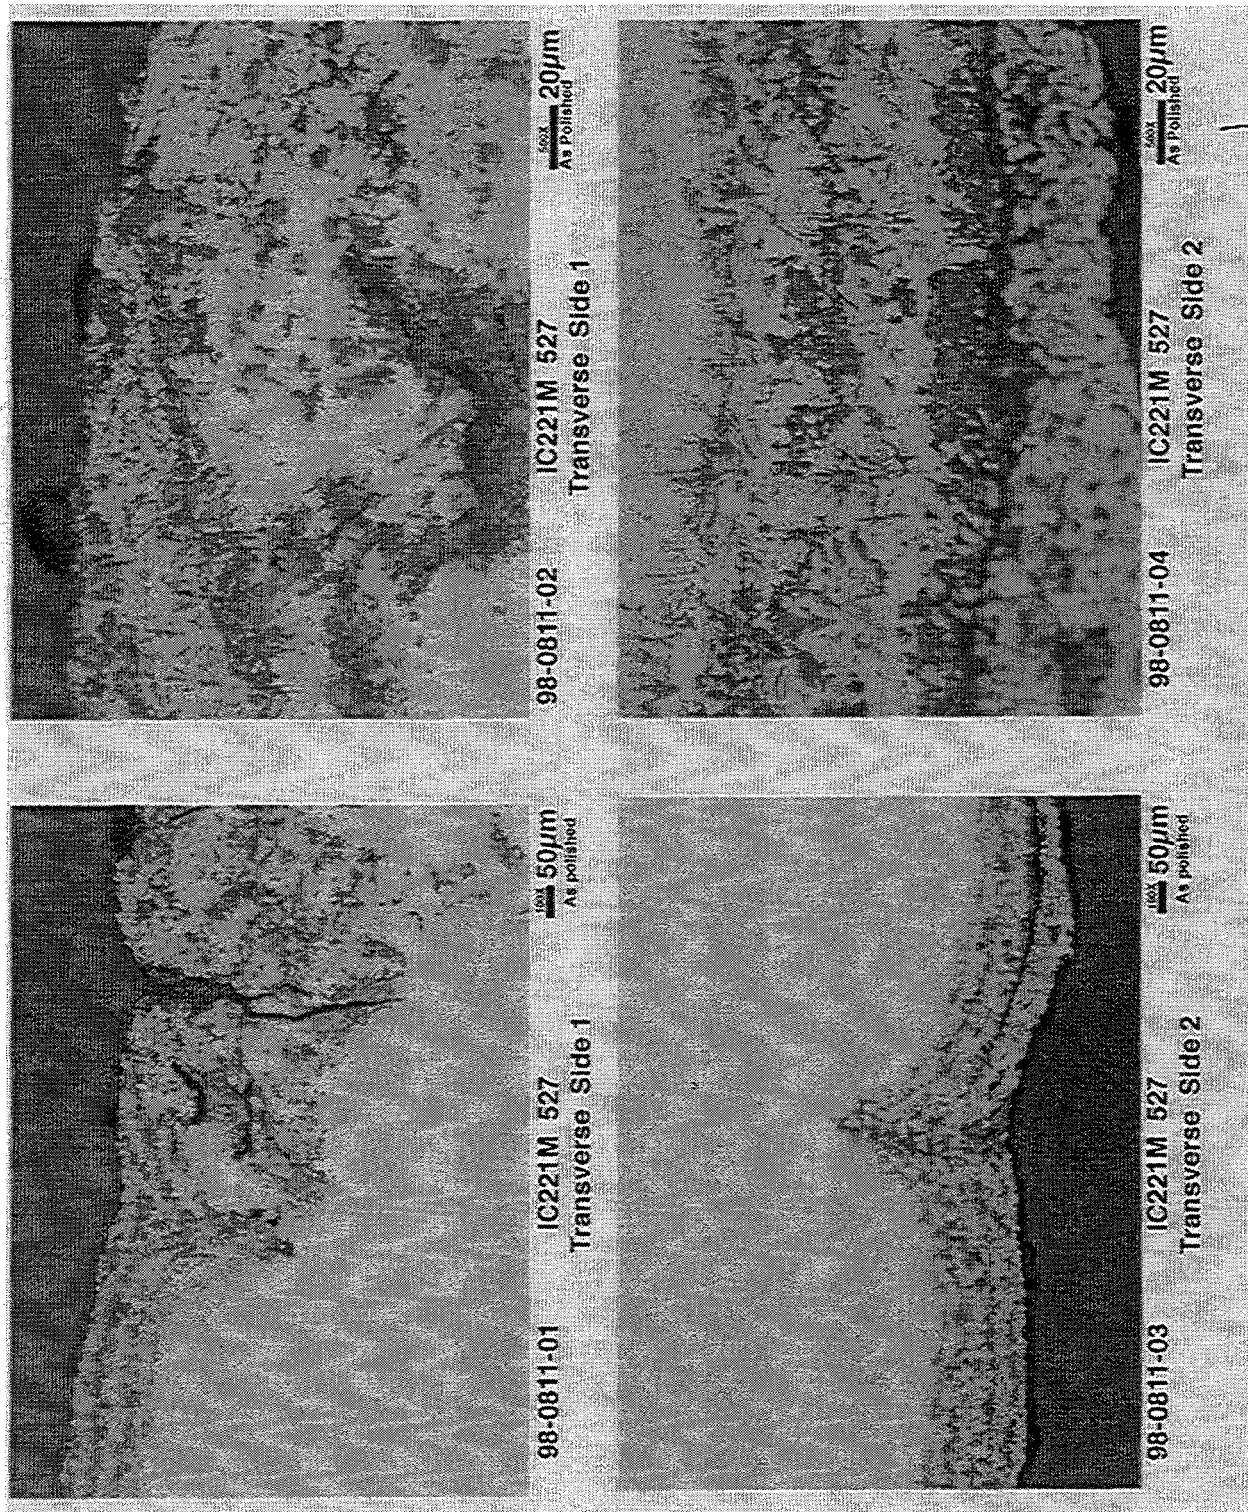 98-0811-01 IC221M 527 100X 50µm
Transverse Side 1 As polished
98-0811-02 IC221M 527 500X 20µm
Transverse Side 1 As Polished
98-0811-03 IC221M 527 100X 50µm
Transverse Side 2 As polished
98-0811-04 IC221M 527 500X 20µm
Transverse Side 2 As Polished